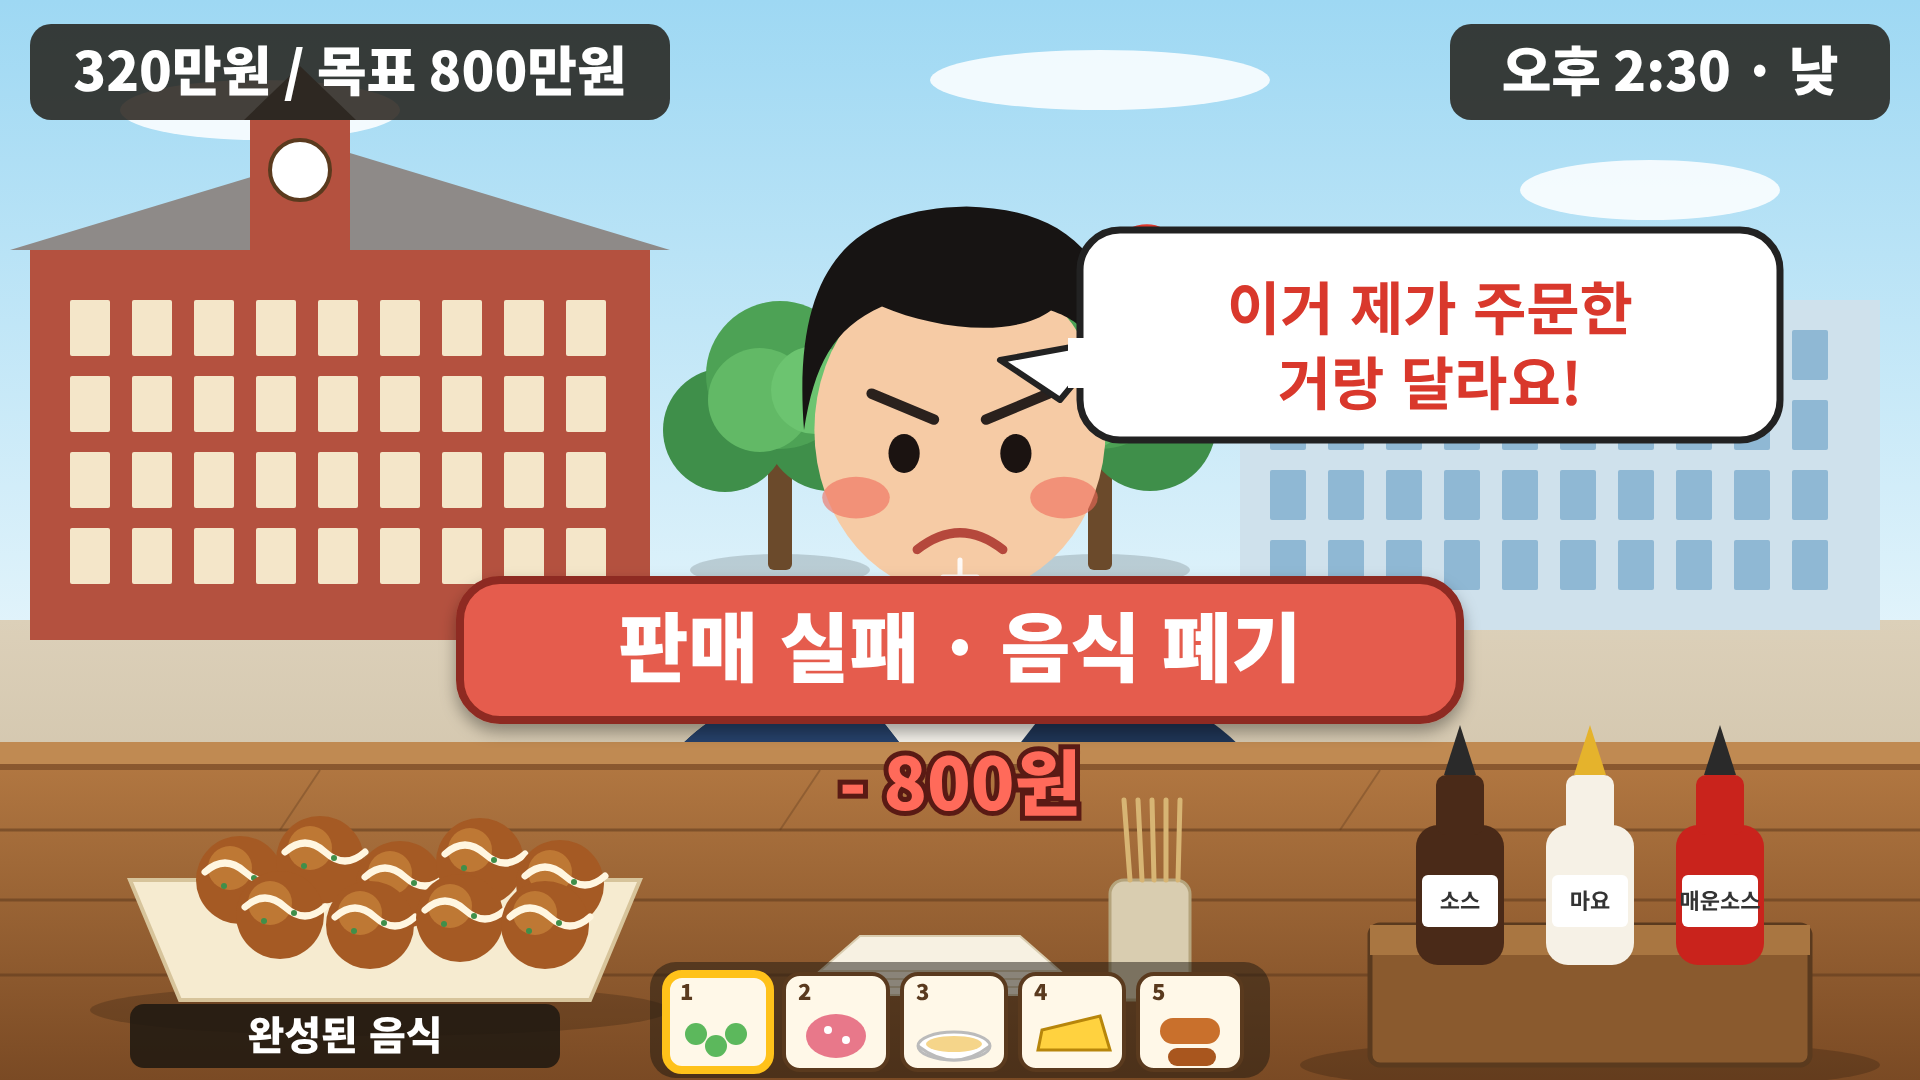 320만원 / 목표 800만원
오후 2:30 · 낮
이거 제가 주문한
거랑 달라요!
판매 실패 · 음식 폐기
- 800원
소스
마요
매운소스
완성된 음식
1
2
3
4
5